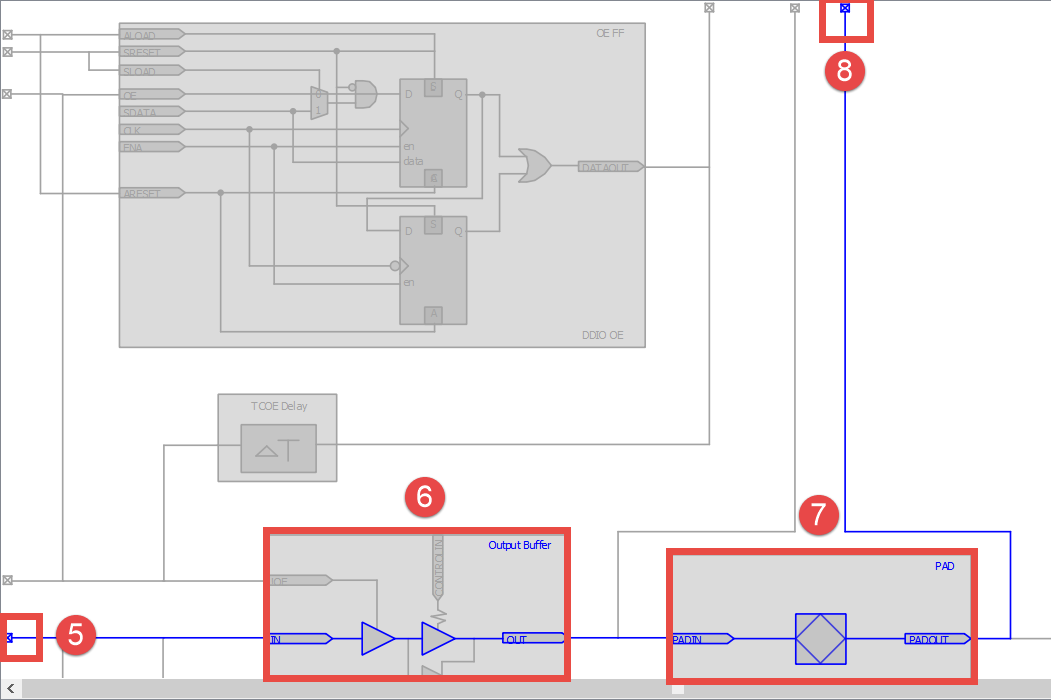 OE FF
ALOAD
SRESET
SLOAD
OE
SDATA
CLK
ENA
ARESET
0
1
D
S
Q
en
data
D
S
Q
en
A
DATAOUT
DDIO OE
8
TCOE Delay
ΔT
6
7
Output Buffer
CONTROLIN
IOE
IN
OUT
5
PAD
PADIN
PADOUT